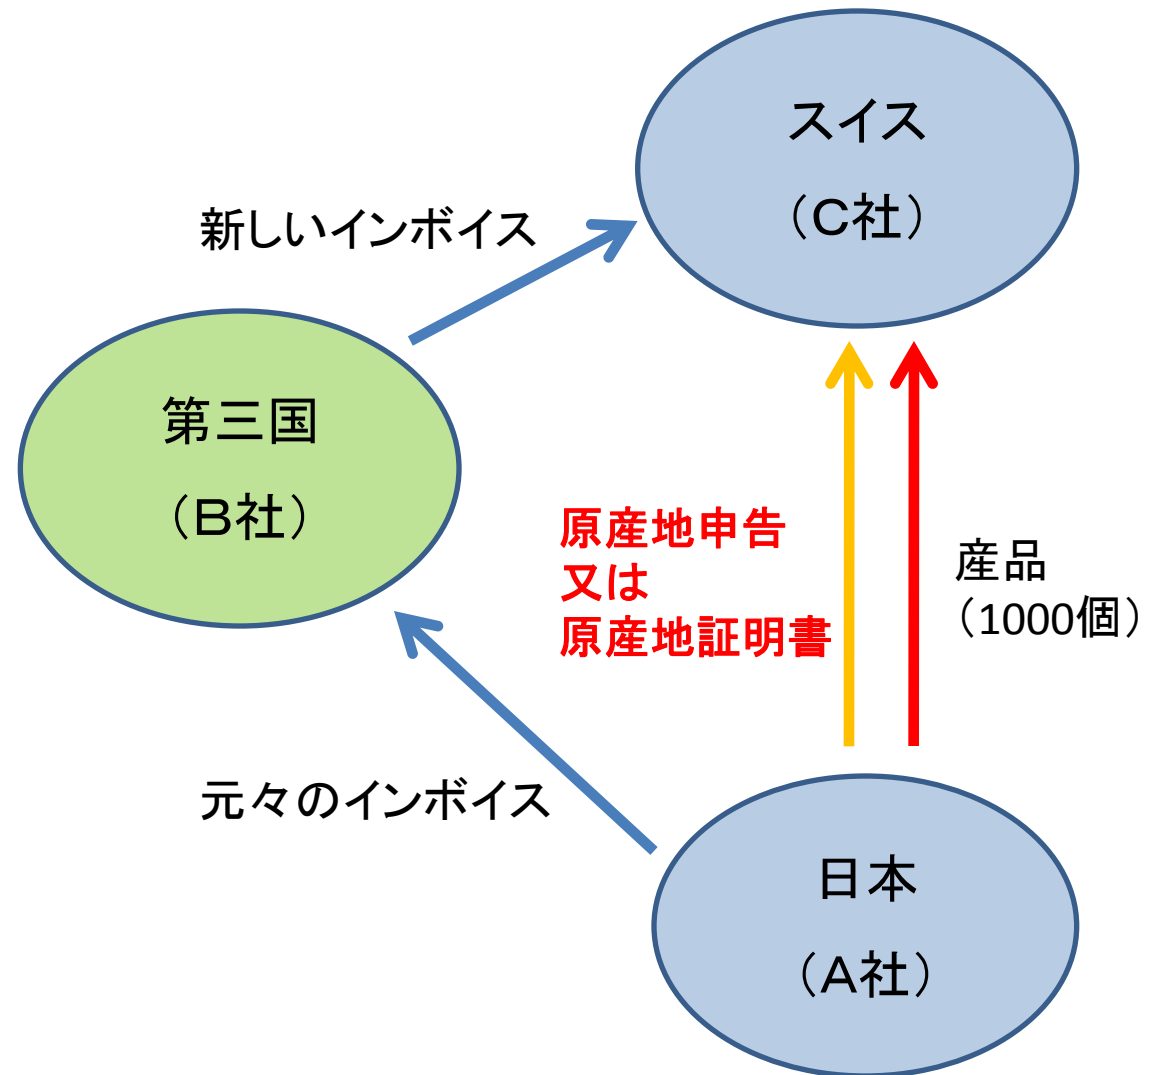 スイス
（C社）
新しいインボイス
第三国
（B社）
原産地申告
又は
原産地証明書
産品
（1000個）
元々のインボイス
日本
（A社）